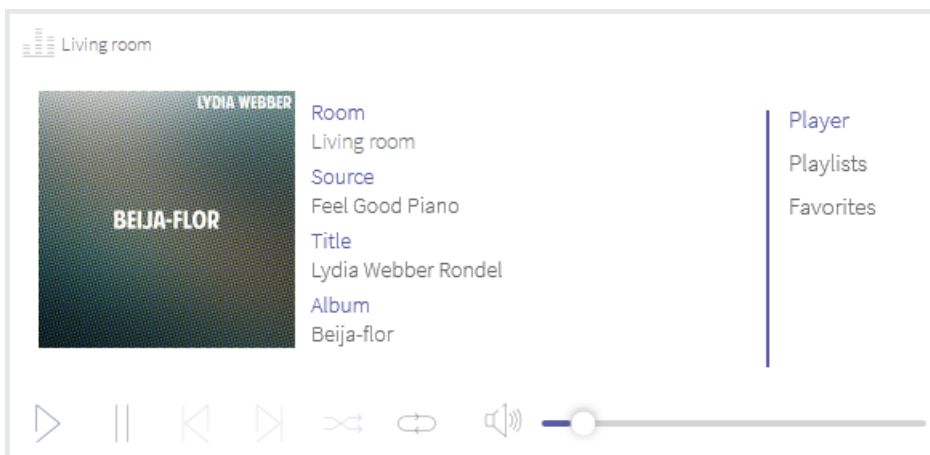 Living room
LYDIA WEBBER
BEIJA-FLOR
Room
Living room
Source
Feel Good Piano
Title
Lydia Webber Rondel
Album
Beija-flor
Player
Playlists
Favorites